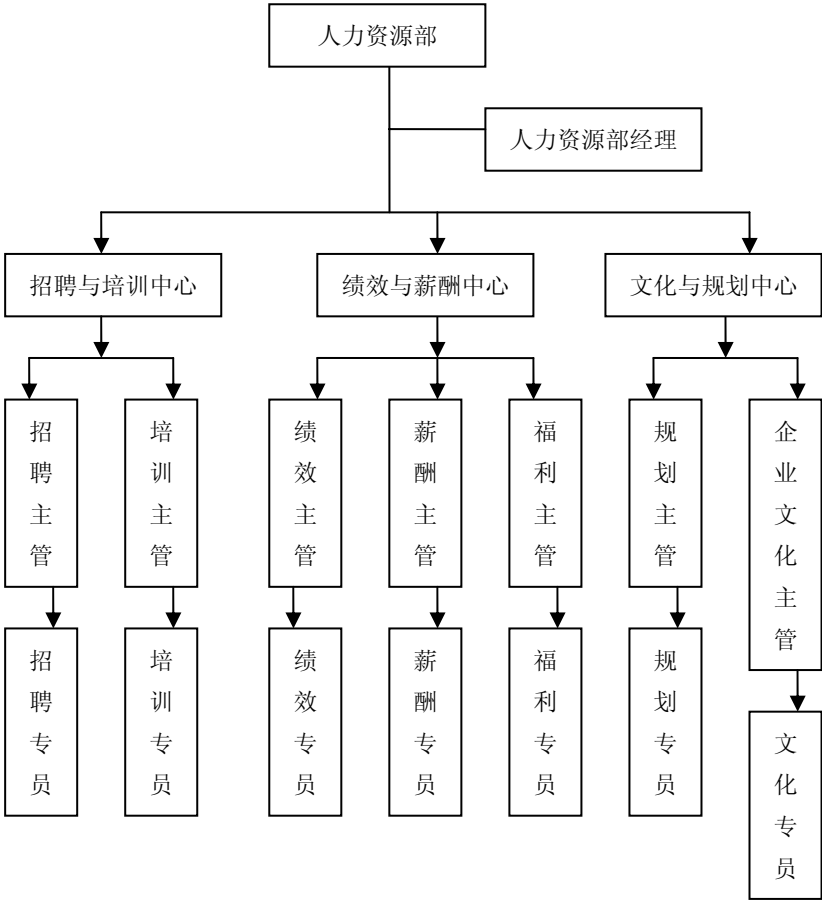 人力资源部
人力资源部经理
招聘与培训中心
绩效与薪酬中心
文化与规划中心
招聘主管
培训主管
绩效主管
薪酬主管
福利主管
规划主管
企业文化主管
招聘专员
培训专员
绩效专员
薪酬专员
福利专员
规划专员
文化专员